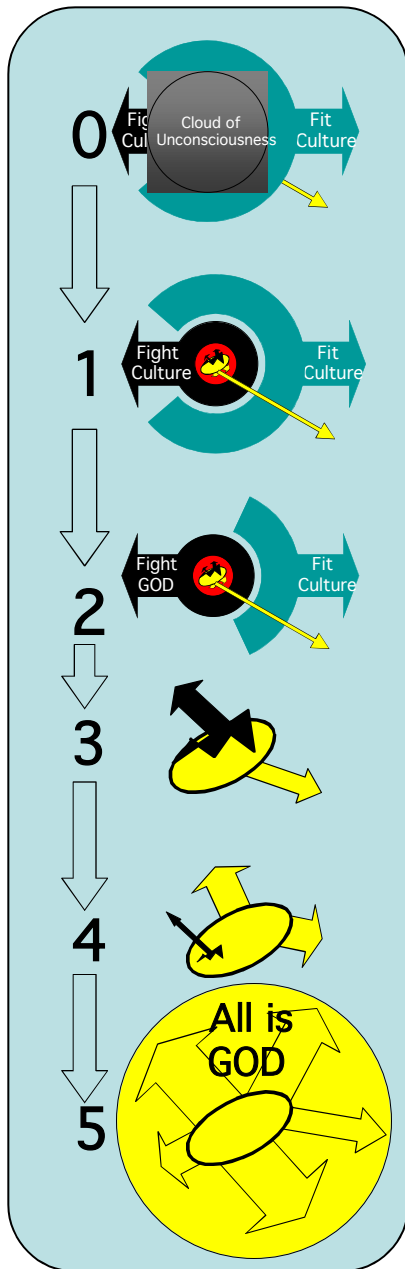 0
Fig
Cul
Cloud of
Unconsciousness
Fit
Culture
1
Fight
Culture
Fit
Culture
2
Fight
GOD
Fit
Culture
3
4
All is
GOD
5